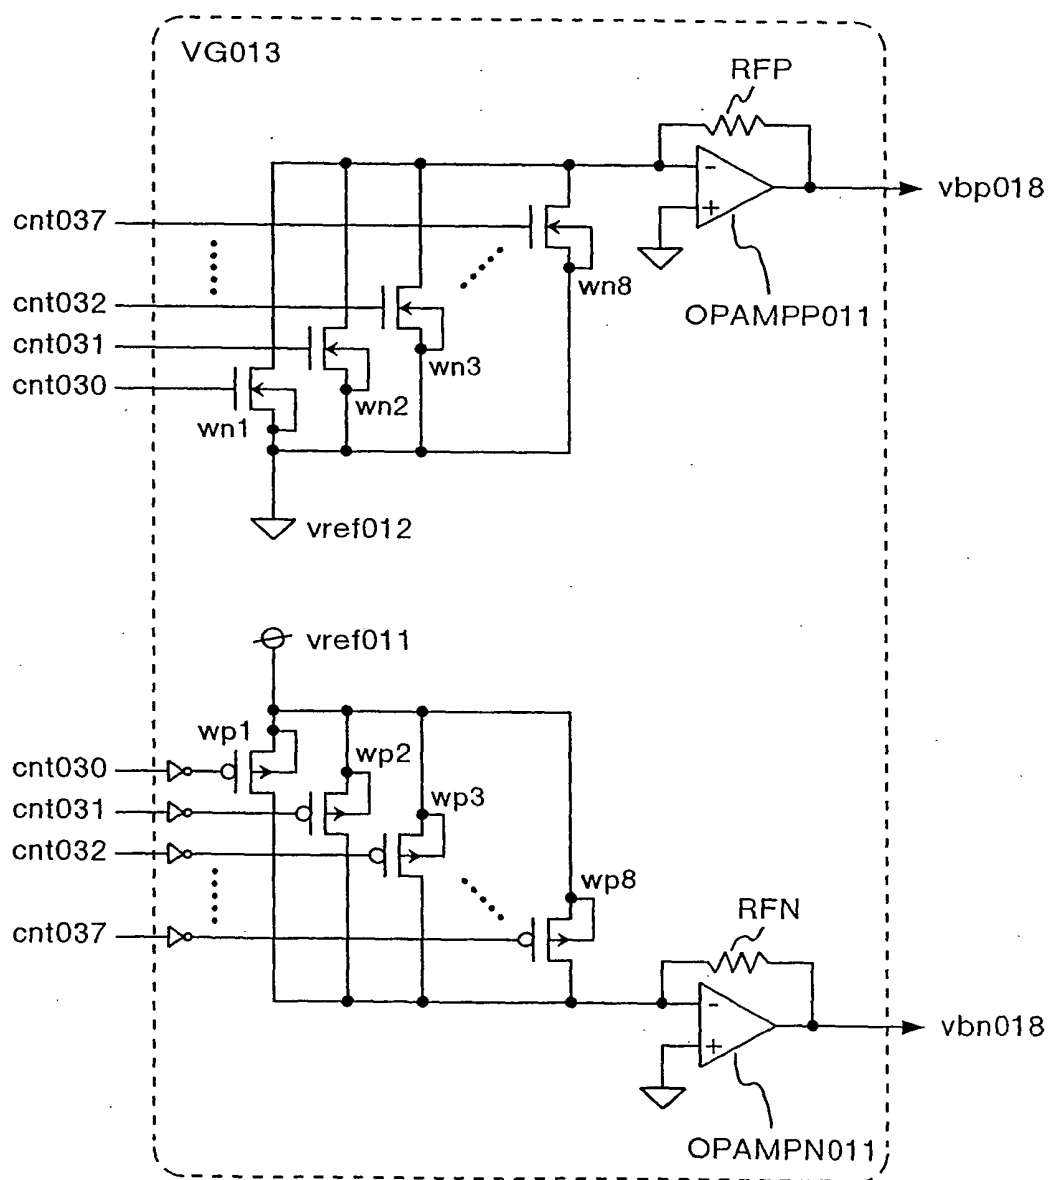 VG013
RFP
cnt037
vbp018
cnt032
wn8
OPAMPP011
cnt031
wn3
cnt030
wn2
wn1
vref012
vref011
wp1
cnt030
wp2
cnt031
wp3
cnt032
wp8
cnt037
RFN
vbn018
OPAMPN011